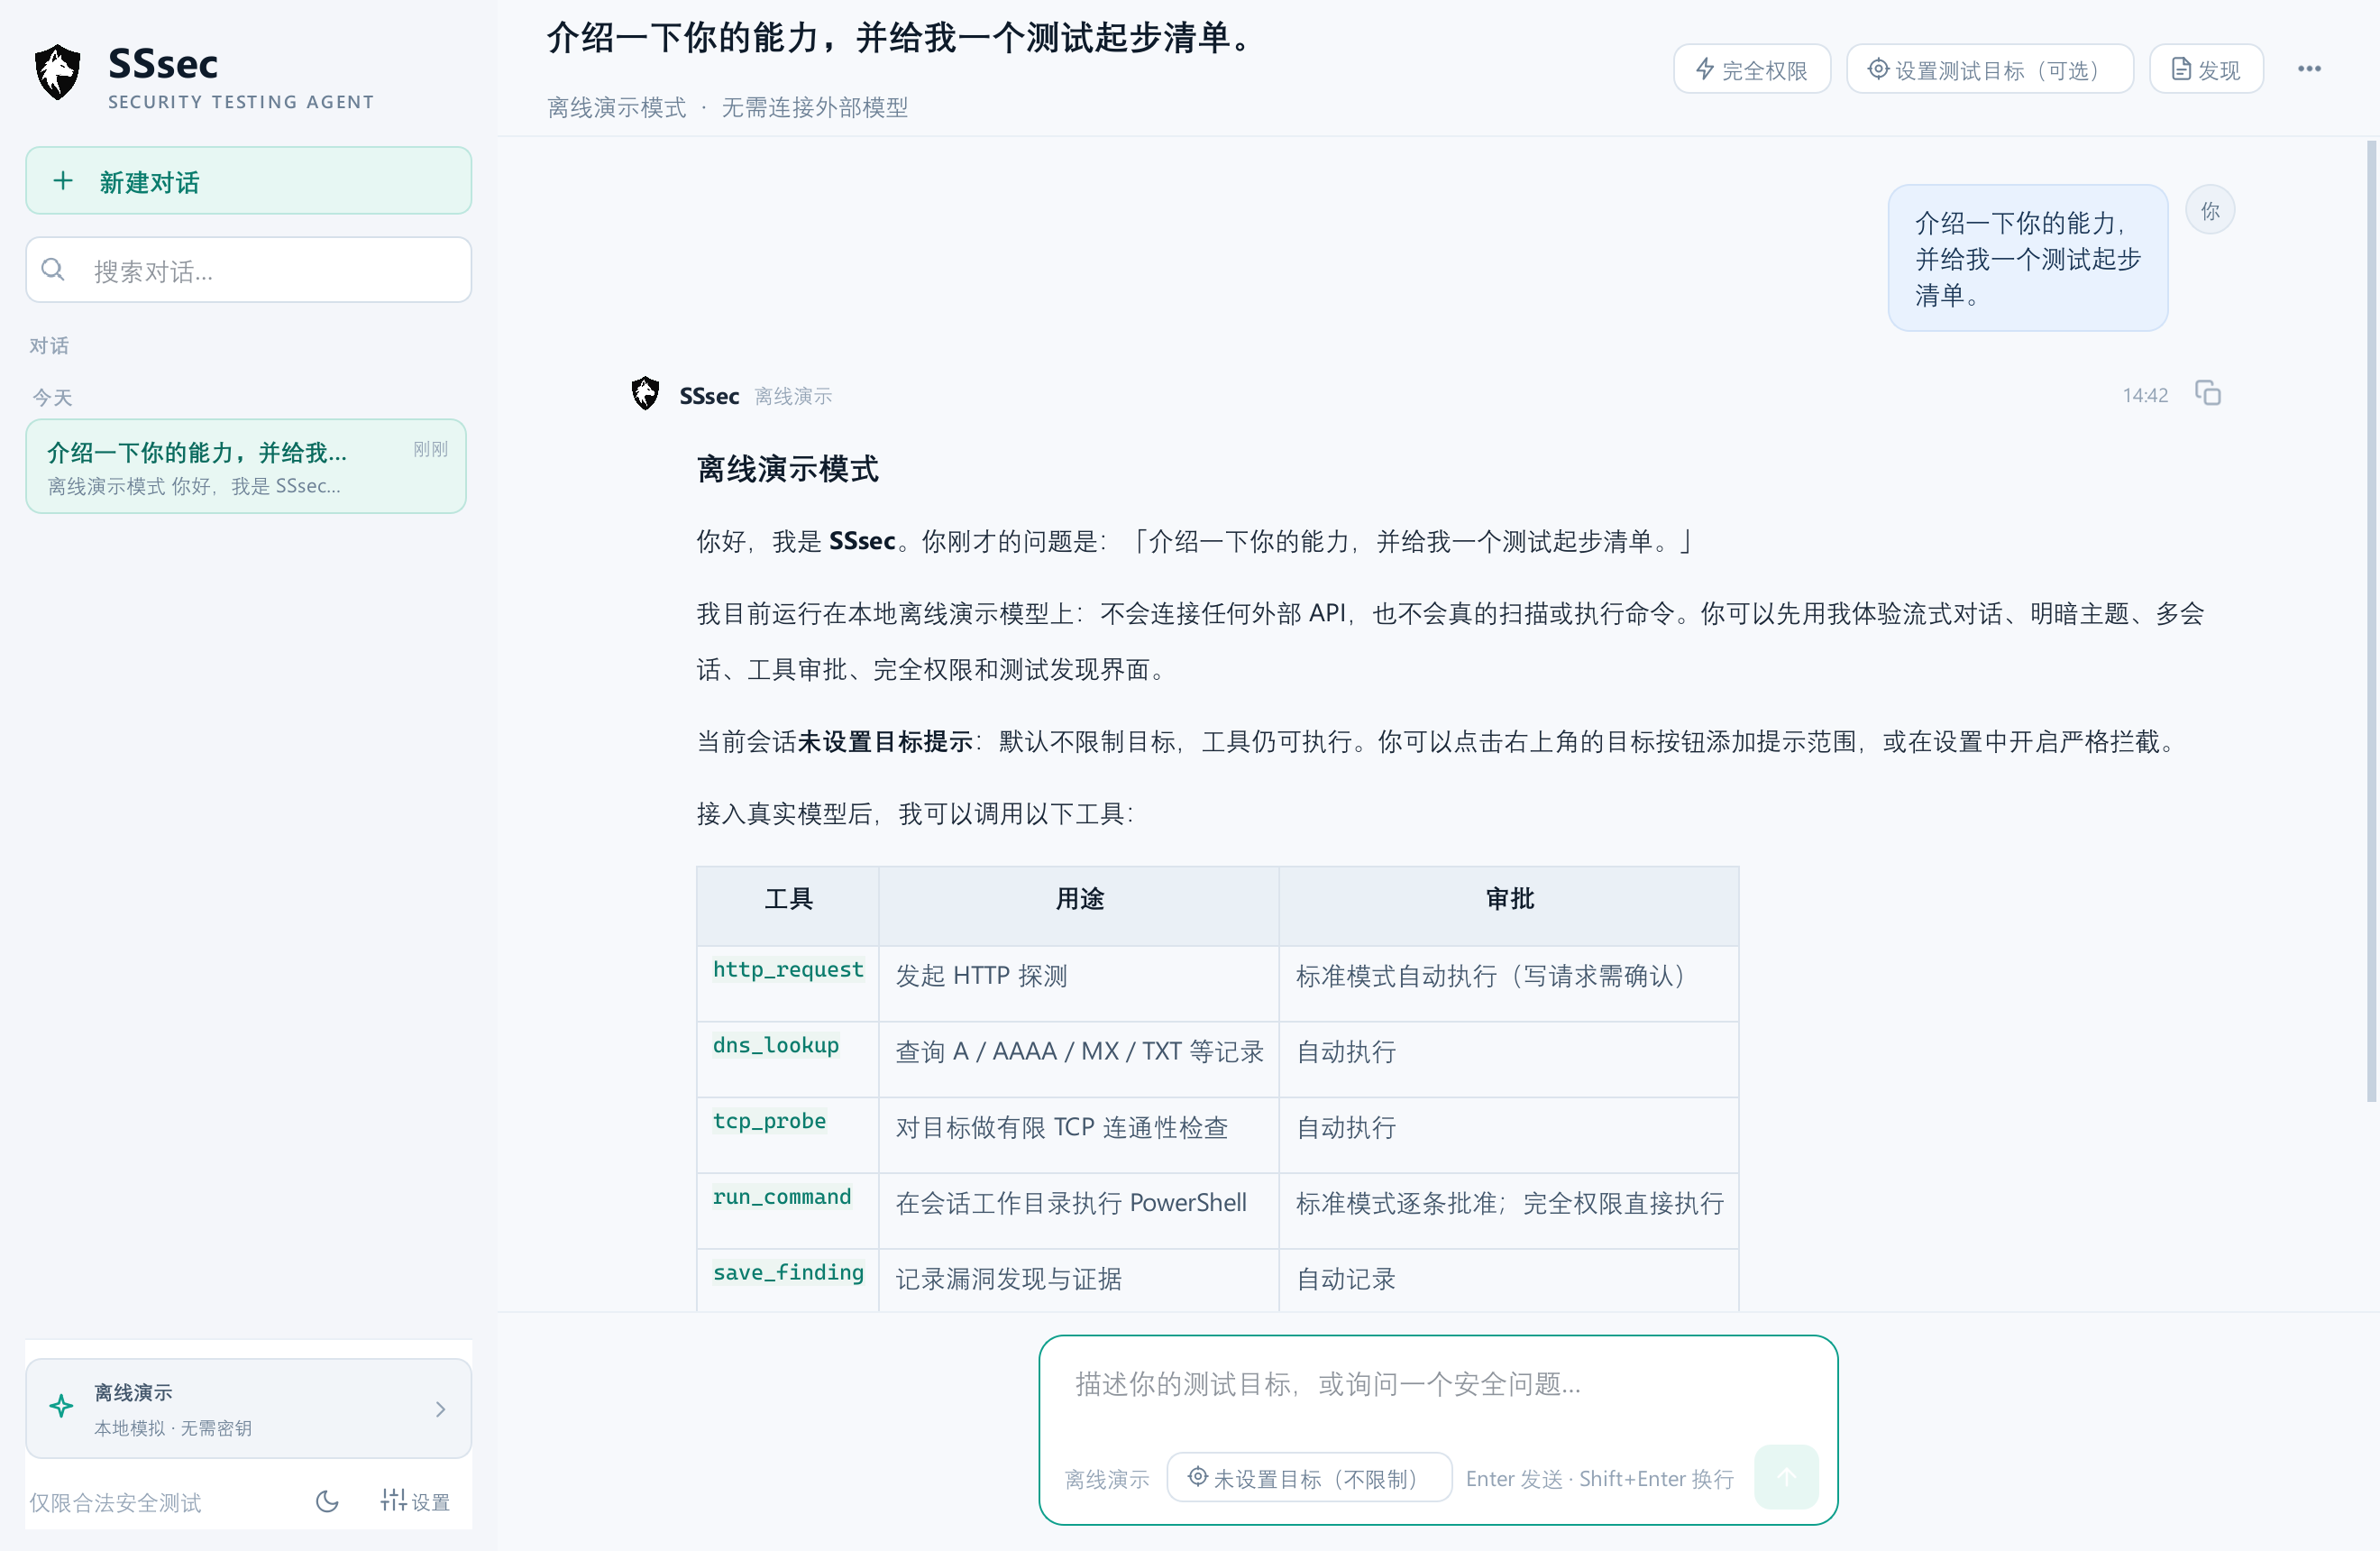 SSsec
SECURITY TESTING AGENT
新建对话
搜索对话...
对话
今天
介绍一下你的能力，并给我... 刚刚
离线演示模式 你好，我是 SSsec...
离线演示
本地模拟 · 无需密钥
仅限合法安全测试 设置
介绍一下你的能力，并给我一个测试起步清单。
离线演示模式 · 无需连接外部模型
完全权限 设置测试目标（可选） 发现
介绍一下你的能力，
并给我一个测试起步
清单。
你
SSsec 离线演示 14:42
离线演示模式
你好，我是 SSsec。你刚才的问题是：「介绍一下你的能力，并给我一个测试起步清单。」
我目前运行在本地离线演示模型上：不会连接任何外部 API，也不会真的扫描或执行命令。你可以先用我体验流式对话、明暗主题、多会
话、工具审批、完全权限和测试发现界面。
当前会话未设置目标提示：默认不限制目标，工具仍可执行。你可以点击右上角的目标按钮添加提示范围，或在设置中开启严格拦截。
接入真实模型后，我可以调用以下工具：
工具 用途 审批
http_request 发起 HTTP 探测 标准模式自动执行（写请求需确认）
dns_lookup 查询 A / AAAA / MX / TXT 等记录 自动执行
tcp_probe 对目标做有限 TCP 连通性检查 自动执行
run_command 在会话工作目录执行 PowerShell 标准模式逐条批准；完全权限直接执行
save_finding 记录漏洞发现与证据 自动记录
描述你的测试目标，或询问一个安全问题...
离线演示 未设置目标（不限制） Enter 发送 · Shift+Enter 换行